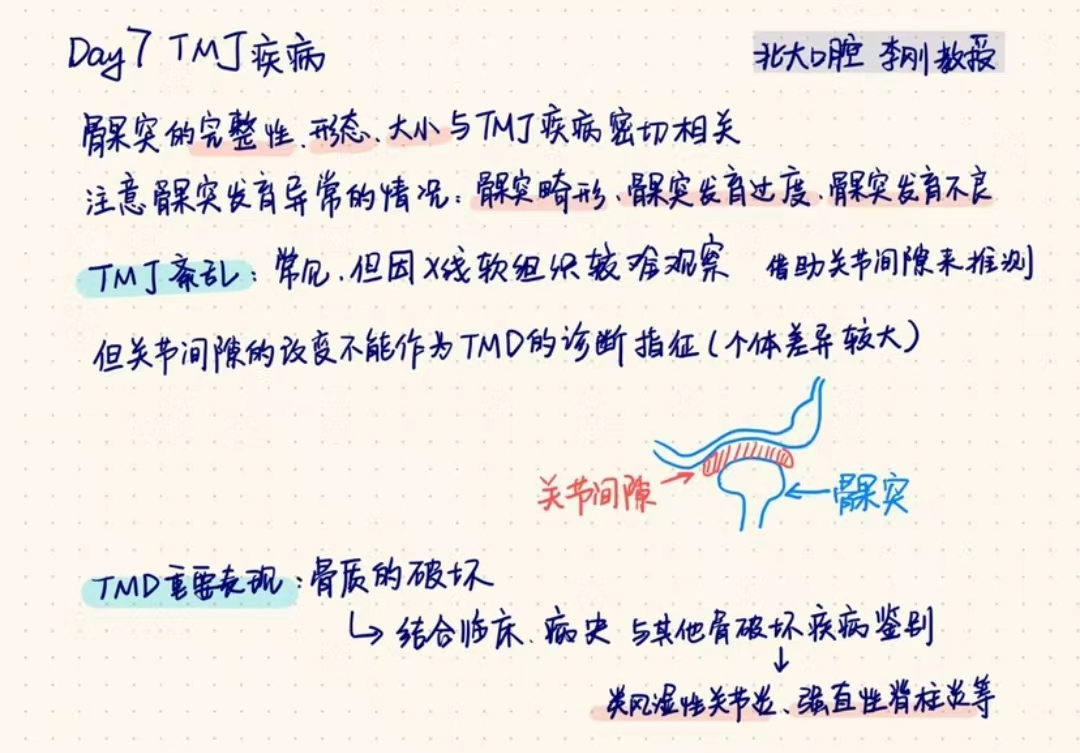 Day7 TMJ疾病
北大口腔 李刚教授
髁突的完整性、形态、大小与TMJ疾病密切相关
注意髁突发育异常的情况：髁突畸形、髁突发育过度、髁突发育不良
TMJ紊乱：常见，但因X线软组织较难观察 借助关节间隙来推测
但关节间隙的改变不能作为TMD的诊断指征（个体差异较大）
关节间隙
髁突
TMD重要表现：骨质的破坏
↳ 结合临床、病史 与其他骨破坏疾病鉴别
↓
类风湿性关节炎、强直性脊柱炎等